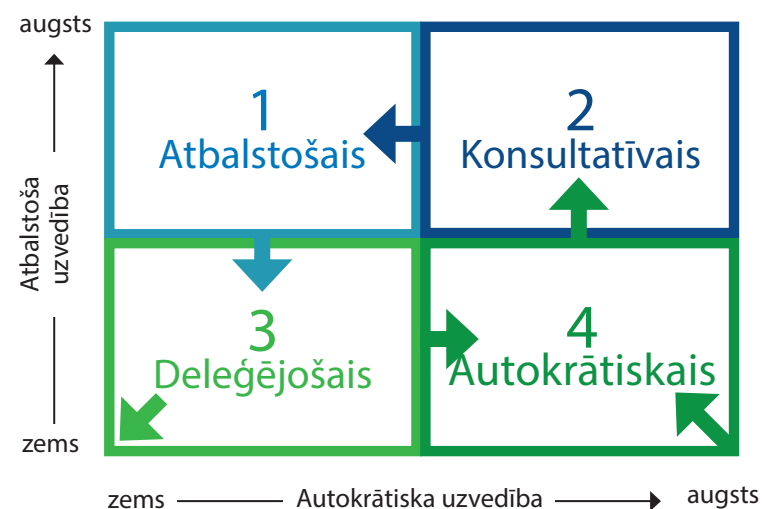 augsts
1
Atbalstošais
2
Konsultatīvais
Atbalstoša
uzvedība
3
Deleģējošais
4
Autokrātiskais
zems
zems
Autokrātiska uzvedība
augsts